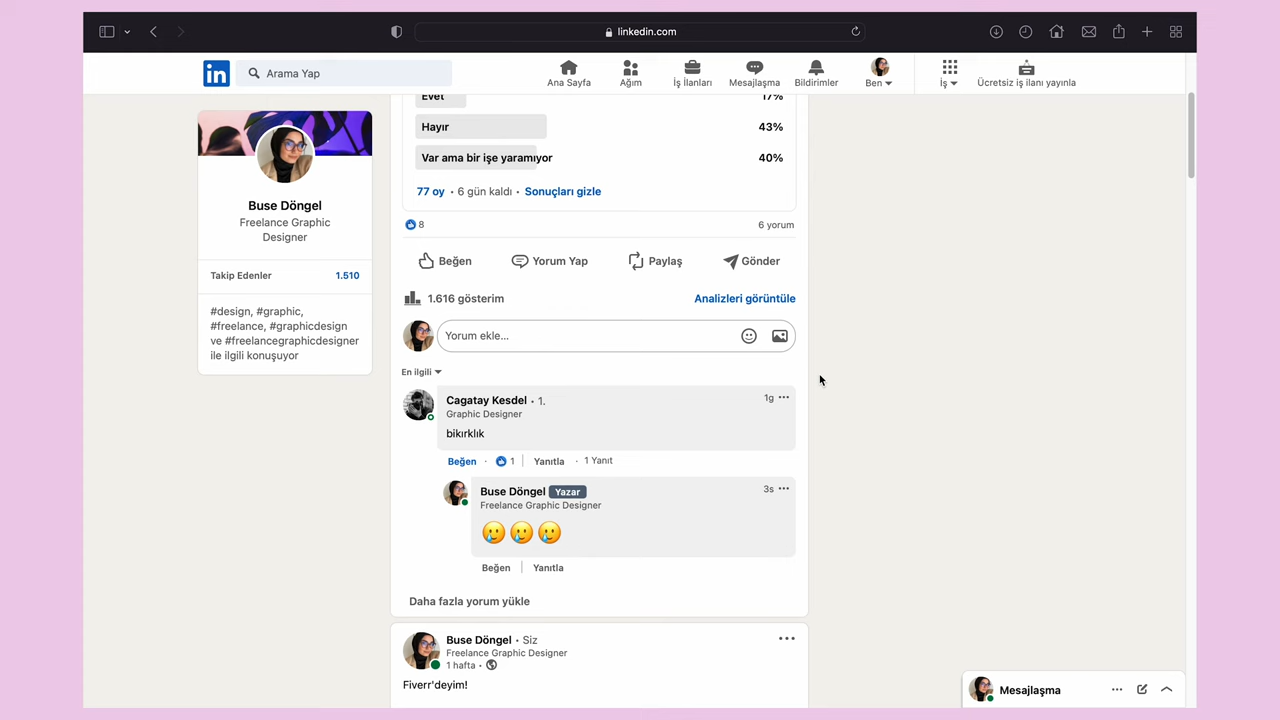 linkedin.com
in
Arama Yap
Ana Sayfa
Ağım
İş İlanları
Mesajlaşma
Bildirimler
Ben
İş
Ücretsiz iş ilanı yayınla
Buse Döngel
Freelance Graphic
Designer
Takip Edenler 1.510
#design, #graphic,
#freelance, #graphicdesign
ve #freelancegraphicdesigner
ile ilgili konuşuyor
Evet 17%
Hayır 43%
Var ama bir işe yaramıyor 40%
77 oy • 6 gün kaldı • Sonuçları gizle
8 6 yorum
Beğen Yorum Yap Paylaş Gönder
1.616 gösterim Analizleri görüntüle
Yorum ekle...
En ilgili
Cagatay Kesdel • 1. 1g
Graphic Designer
bikırklık
Beğen · 1 Yanıtla · 1 Yanıt
Buse Döngel Yazar 3s
Freelance Graphic Designer
Beğen Yanıtla
Daha fazla yorum yükle
Buse Döngel • Siz
Freelance Graphic Designer
1 hafta •
Fiverr'deyim!
Mesajlaşma